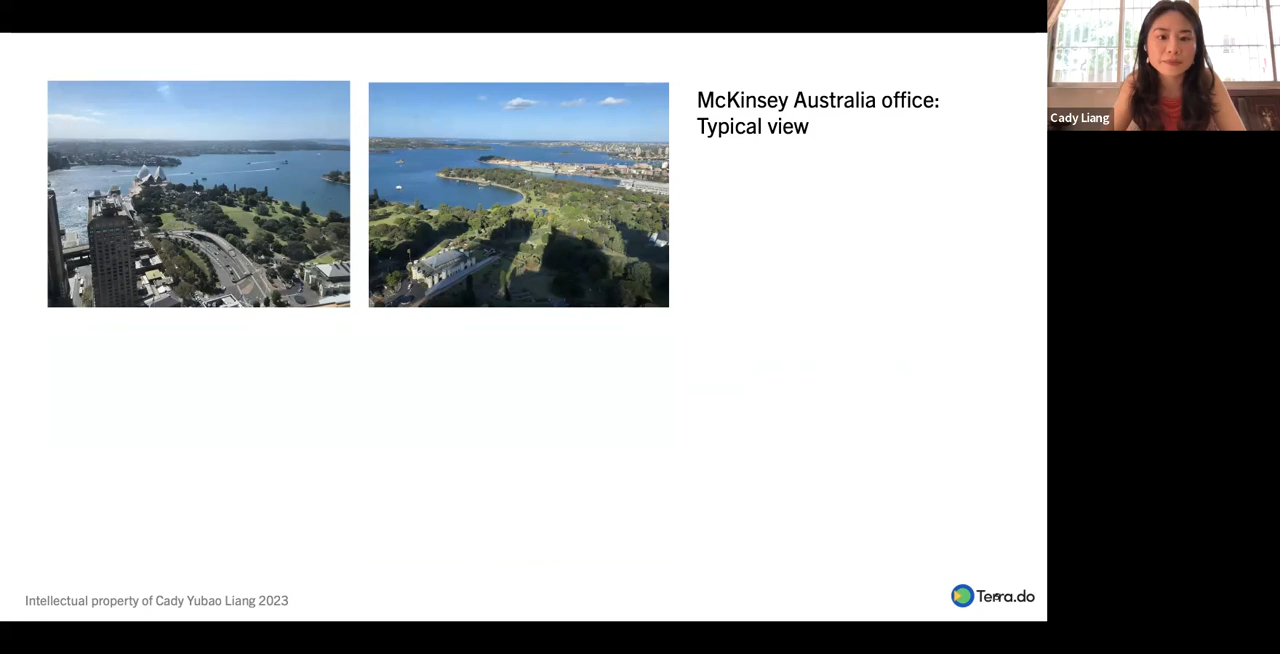 McKinsey Australia office:
Typical view
Cady Liang
Intellectual property of Cady Yubao Liang 2023
Terra.do